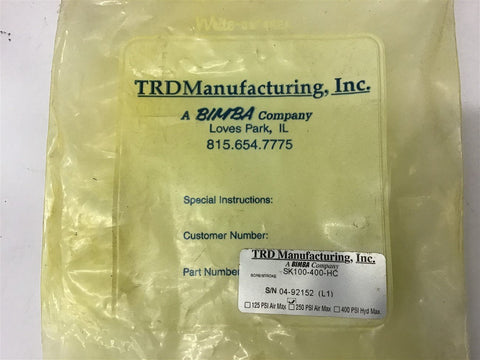 TRDManufacturing, Inc.
A BIMBA Company
Loves Park, IL
815.654.7775
Special Instructions:
Customer Number:
Part Number
TRD Manufacturing, Inc.
A BIMBA Company
BORE/STROKE: SK100-400-HC
S/N 04-92152 (L1)
125 PSI Air Max 250 PSI Air Max 400 PSI Hyd Max